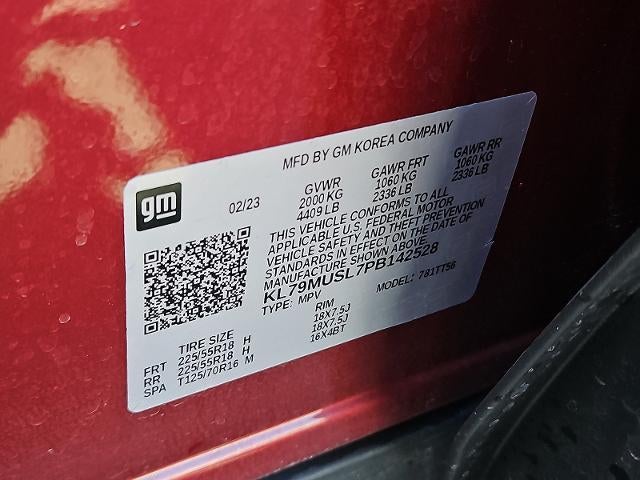 MFD BY GM KOREA COMPANY
gm
02/23
GVWR GAWR FRT GAWR RR
2000 KG 1060 KG 1060 KG
4409 LB 2336 LB 2336 LB
THIS VEHICLE CONFORMS TO ALL
APPLICABLE U.S. FEDERAL MOTOR
VEHICLE SAFETY AND THEFT PREVENTION
STANDARDS IN EFFECT ON THE DATE OF
MANUFACTURE SHOWN ABOVE.
KL79MUSL7PB142528
TYPE: MPV MODEL: 781TT56
TIRE SIZE RIM
FRT 225/55R18 H 18X7.5J
RR 225/55R18 H 18X7.5J
SPA T125/70R16 M 16X4BT